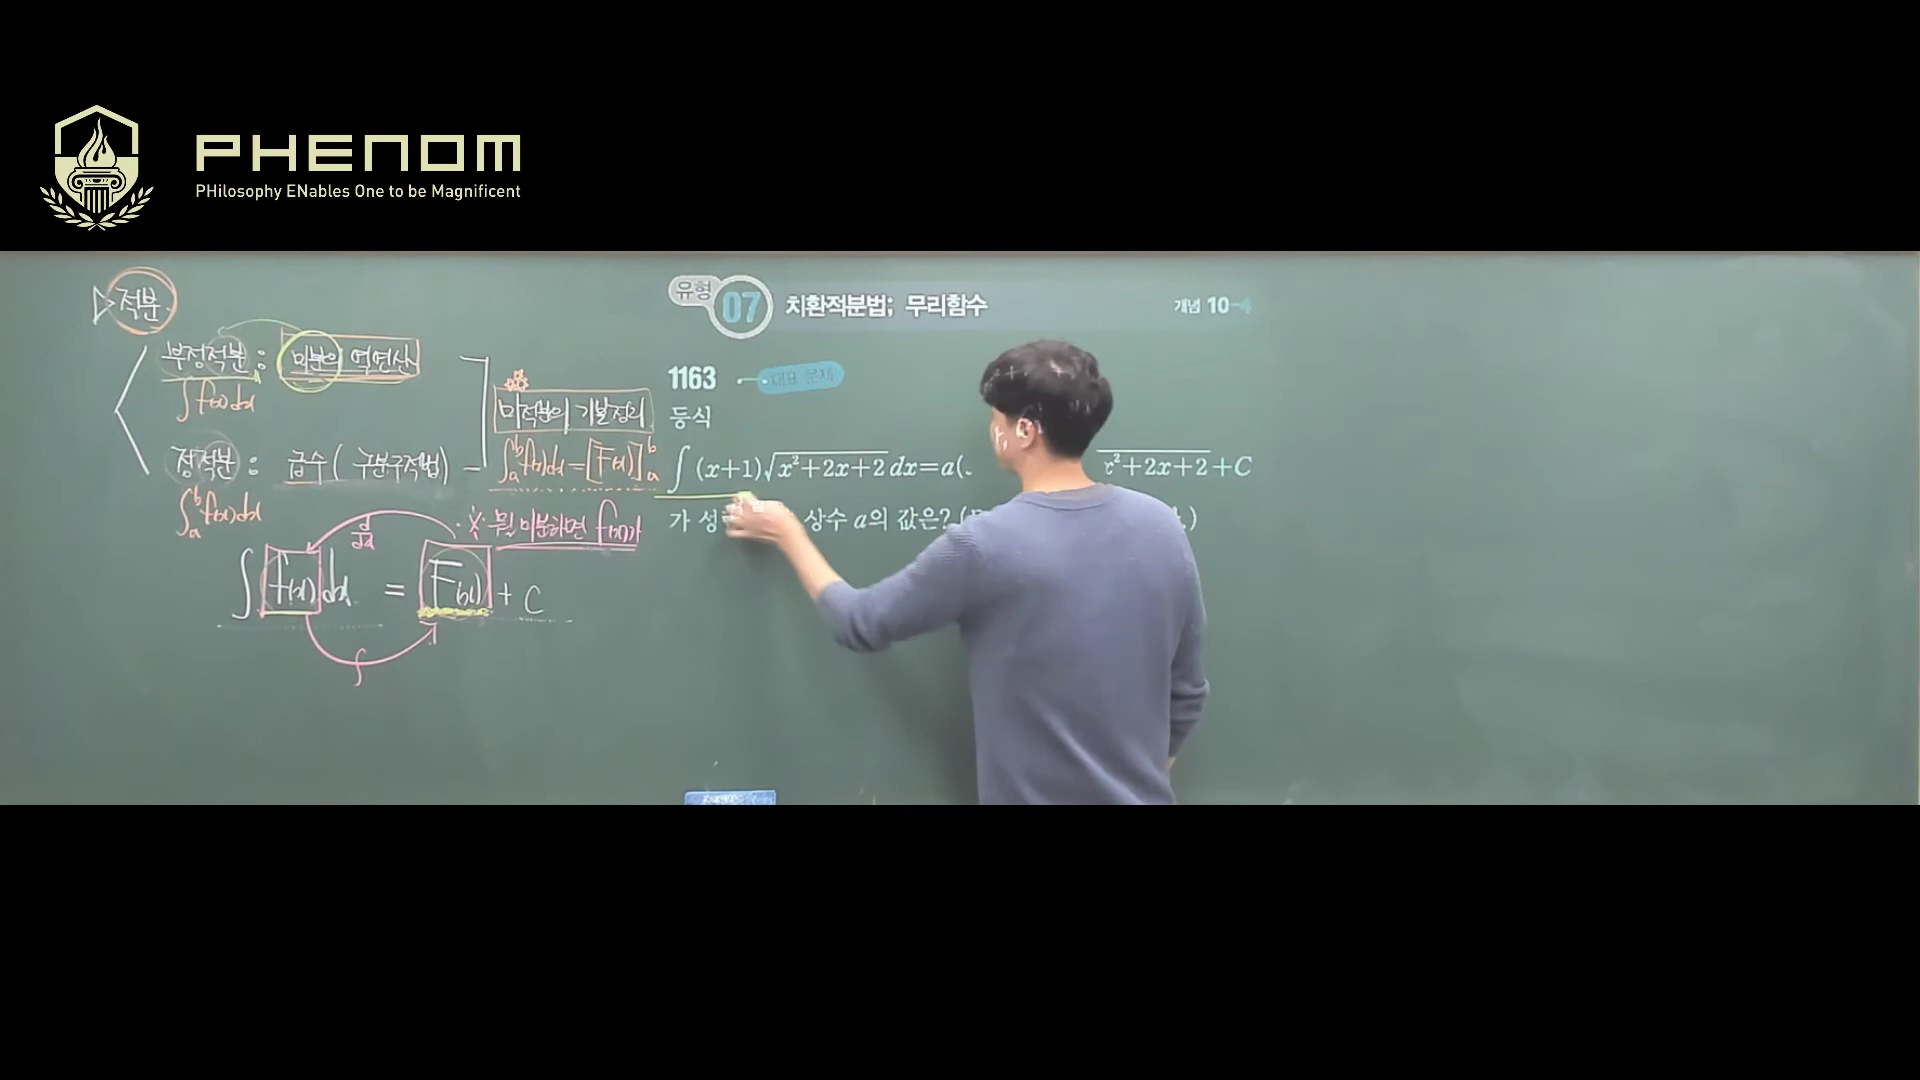 PHENOM
PHilosophy ENables One to be Magnificent
▷ 적분
부정적분 : 미분의 역연산
∫f(x)dx
정적분 : 급수 ( 구분구적법 )
∫ₐᵇf(x)dx
미적분의 기본정리
∫ₐᵇf(x)dx=[F(x)]ₐᵇ
※ 뭘 미분하면 f(x)가
d/dx
∫f(x)dx = F(x) + C
∫
유형 07 치환적분법; 무리함수 개념 10-4
1163 대표 문제
등식
∫(x+1)√x²+2x+2 dx=a( x²+2x+2+C
가 상수 a의 값은? ( .)